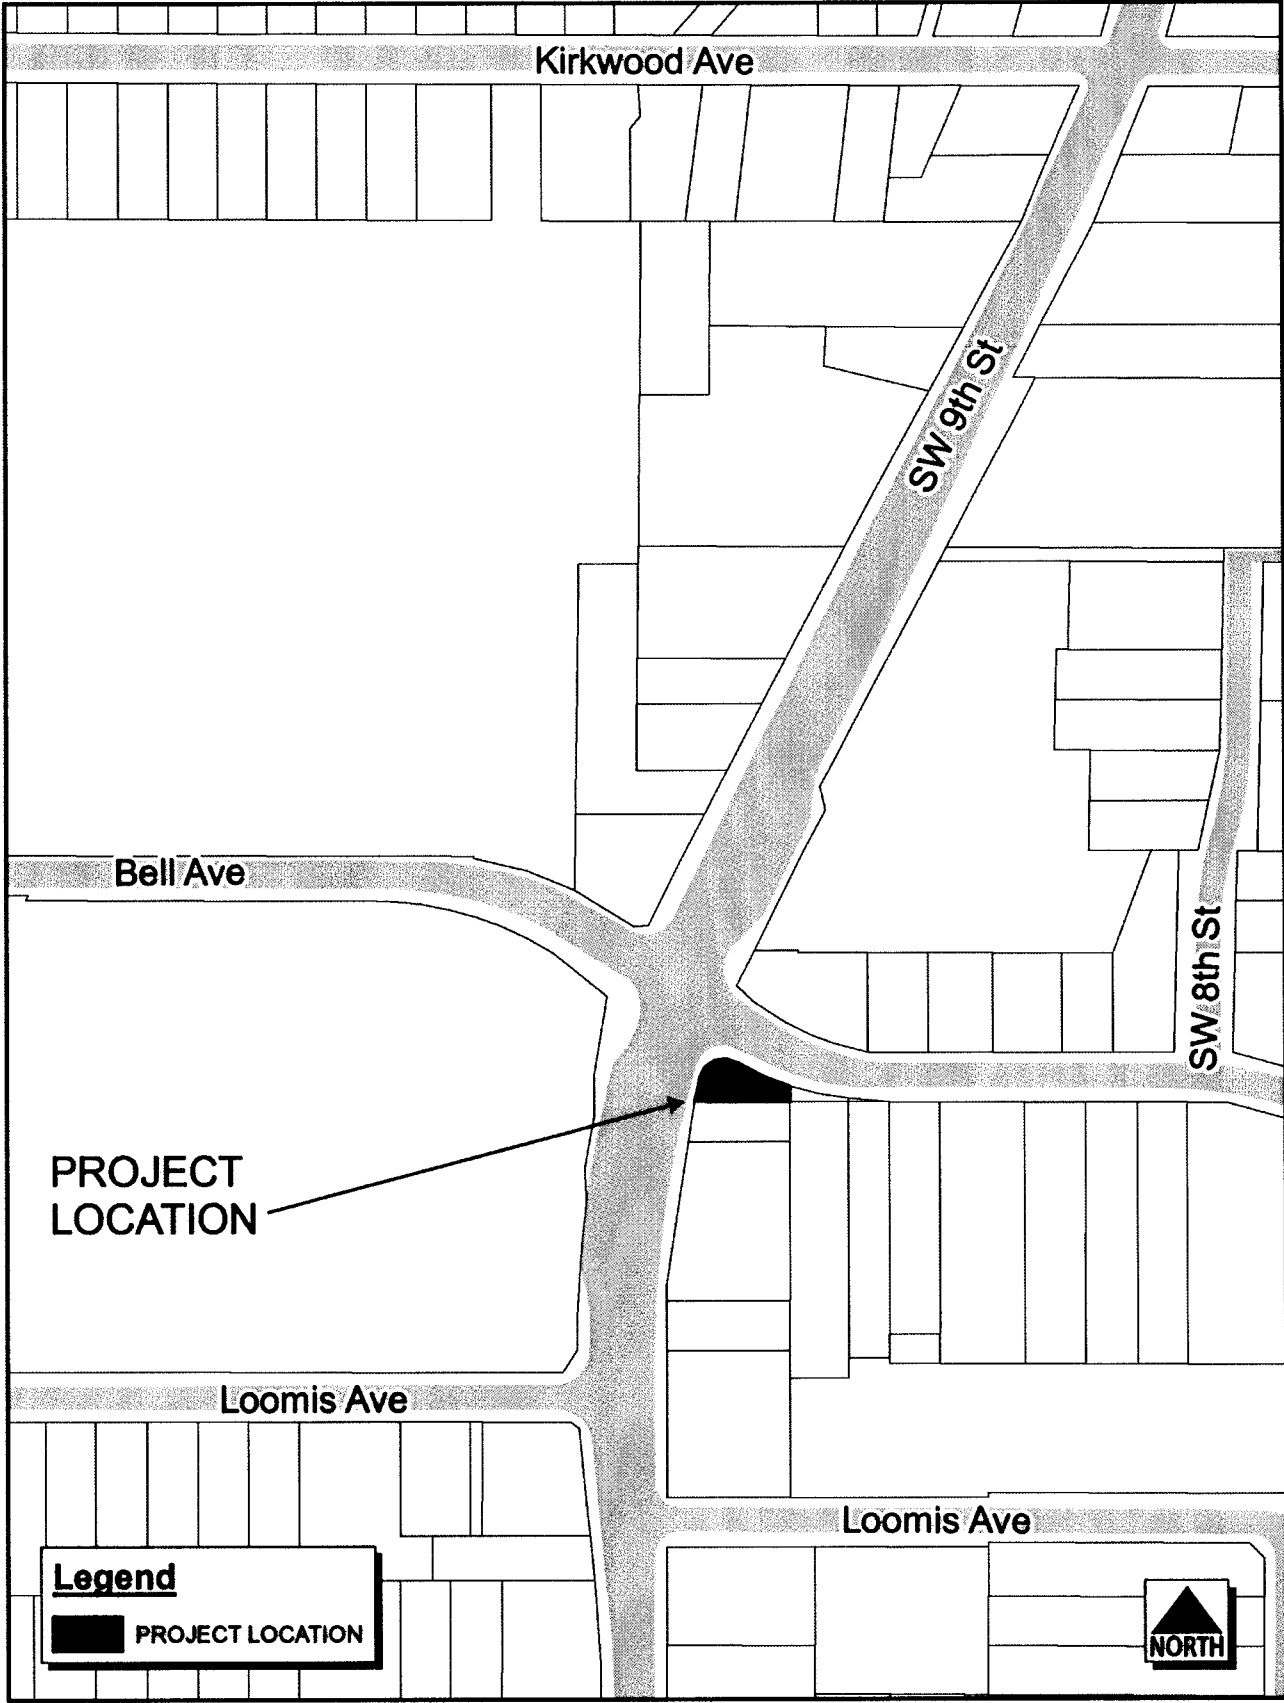 Kirkwood Ave
SW 9th St
Bell Ave
SW 8th St
PROJECT
LOCATION
Loomis Ave
Loomis Ave
Legend
PROJECT LOCATION
NORTH